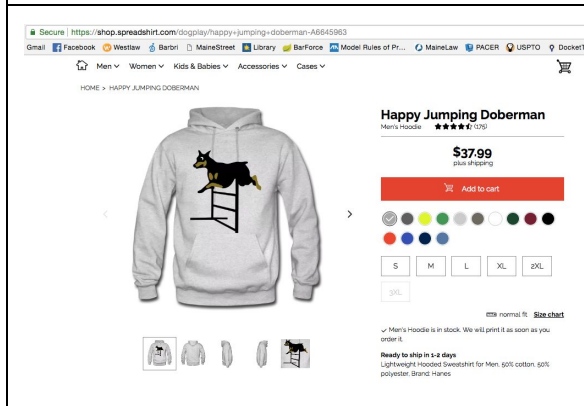 Secure | https://shop.spreadshirt.com/dogplay/happy+jumping+doberman-A6645963
Gmail Facebook Westlaw Barbri MaineStreet Library BarForce Model Rules of Pr... MaineLaw PACER USPTO DocketT
Men Women Kids & Babies Accessories Cases
HOME > HAPPY JUMPING DOBERMAN
Happy Jumping Doberman
Men's Hoodie (175)
$37.99
plus shipping
Add to cart
S M L XL 2XL
3XL
normal fit Size chart
Men's Hoodie is in stock. We will print it as soon as you
order it.
Ready to ship in 1-2 days
Lightweight Hooded Sweatshirt for Men, 50% cotton, 50%
polyester, Brand: Hanes